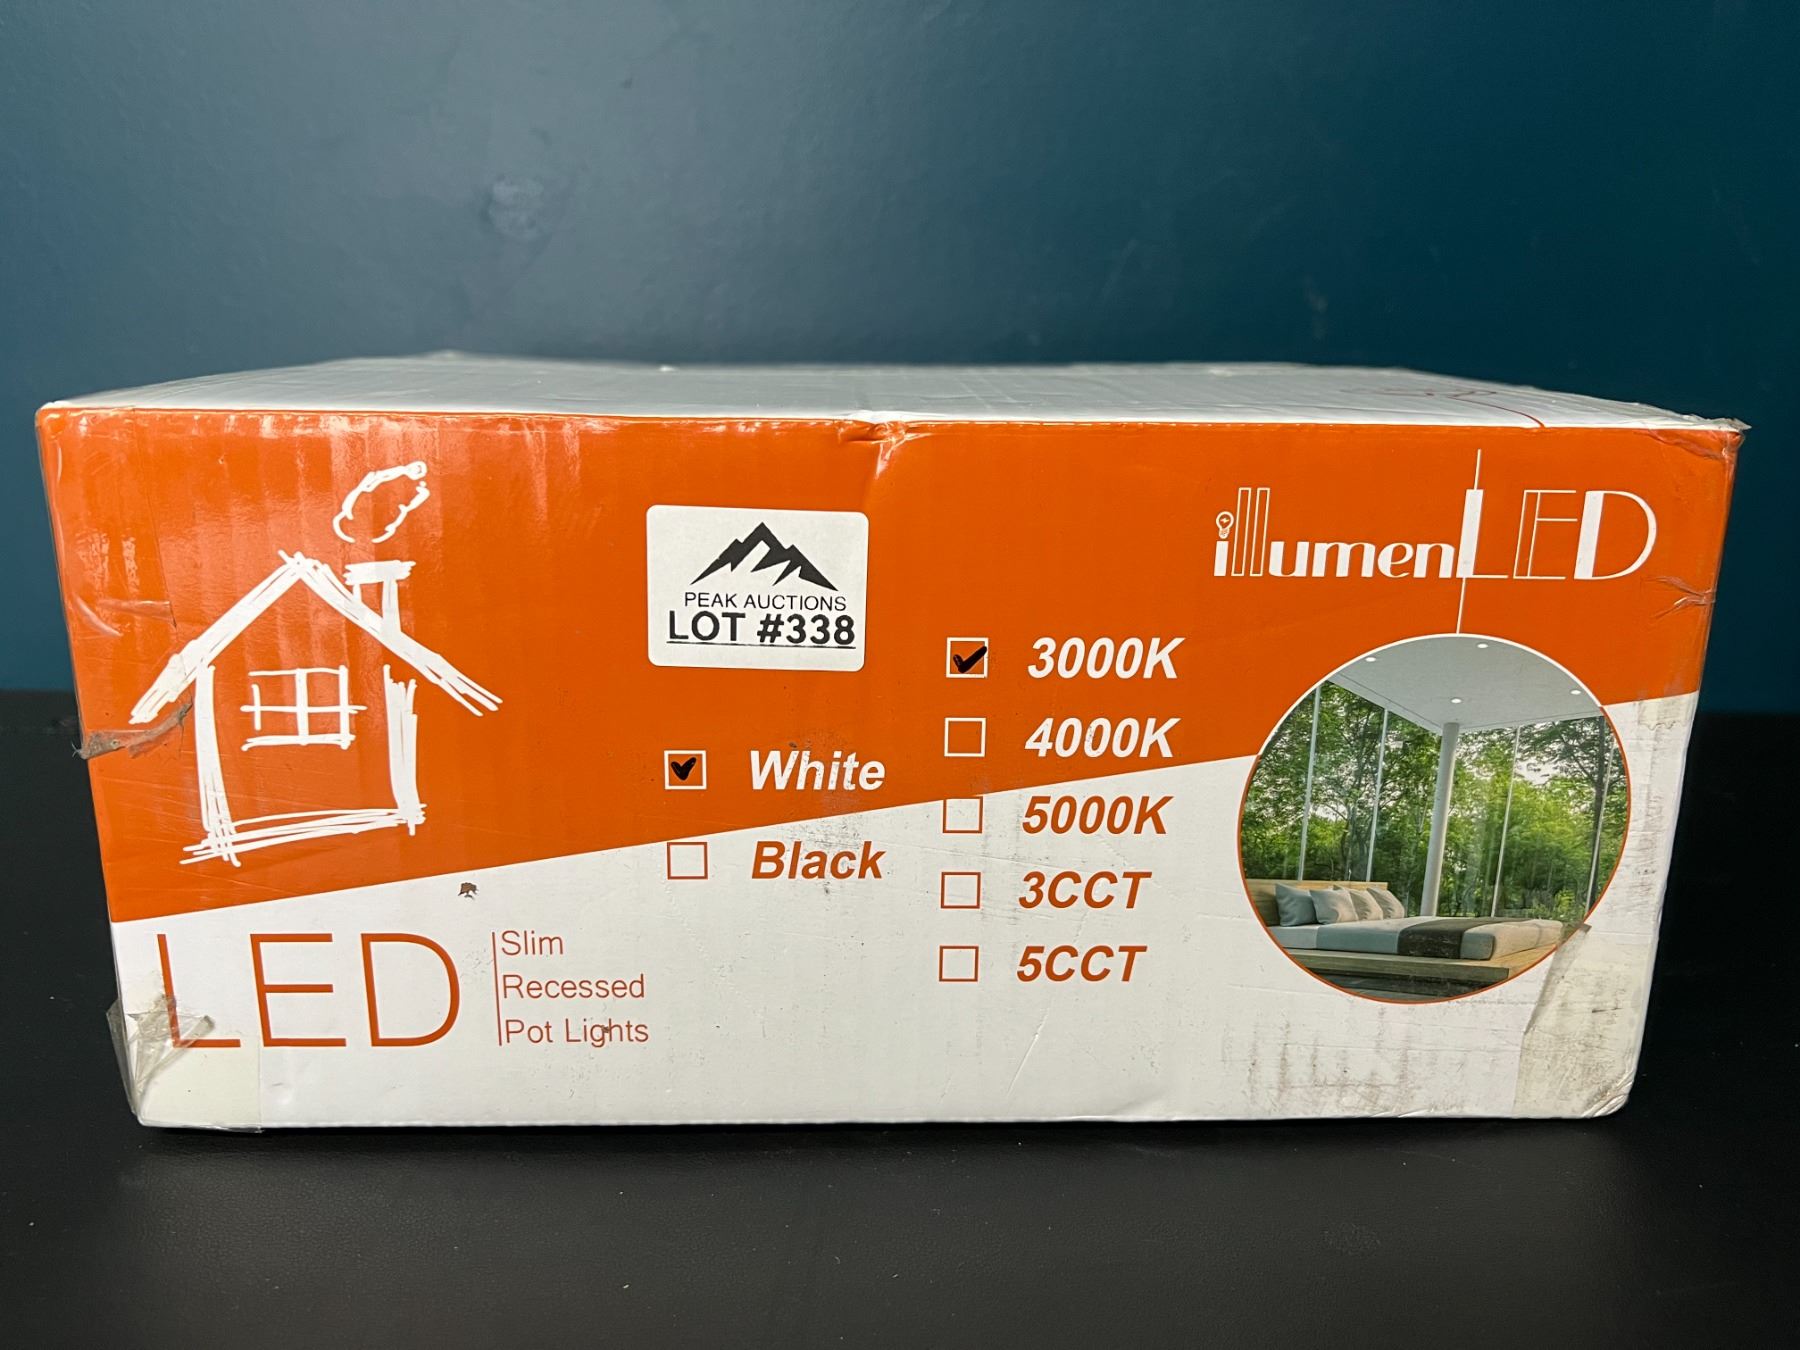 illumenLED
PEAK AUCTIONS
LOT #338
3000K
4000K
5000K
3CCT
5CCT
White
Black
LED
Slim
Recessed
Pot Lights